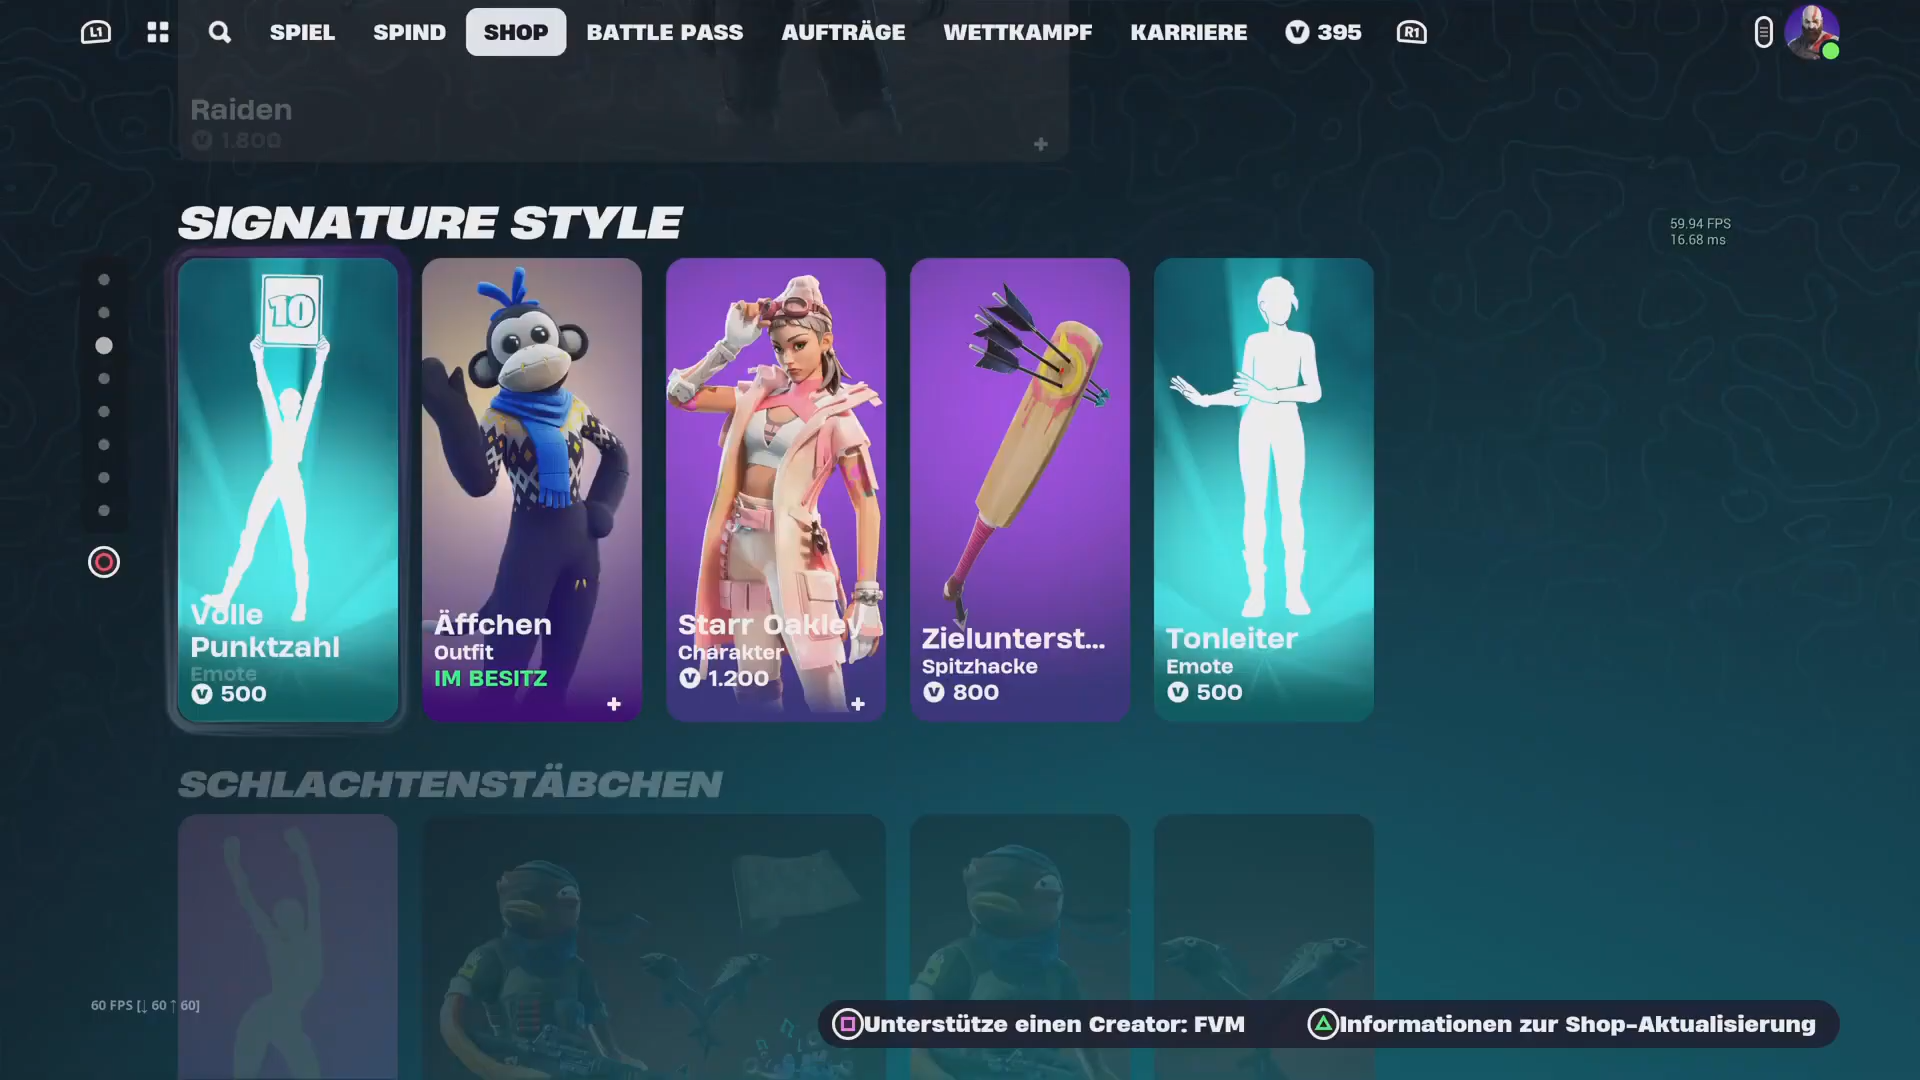 L1 SPIEL SPIND SHOP BATTLE PASS AUFTRÄGE WETTKAMPF KARRIERE V 395 R1
Raiden
V 1.800
SIGNATURE STYLE
59.94 FPS
16.68 ms
10
Volle
Punktzahl
Emote
V 500
Äffchen
Outfit
IM BESITZ
Starr Oakley
Charakter
V 1.200
Zielunterst...
Spitzhacke
V 800
Tonleiter
Emote
V 500
SCHLACHTENSTÄBCHEN
60 FPS [↓ 60 ↑ 60]
Unterstütze einen Creator: FVM
Informationen zur Shop-Aktualisierung